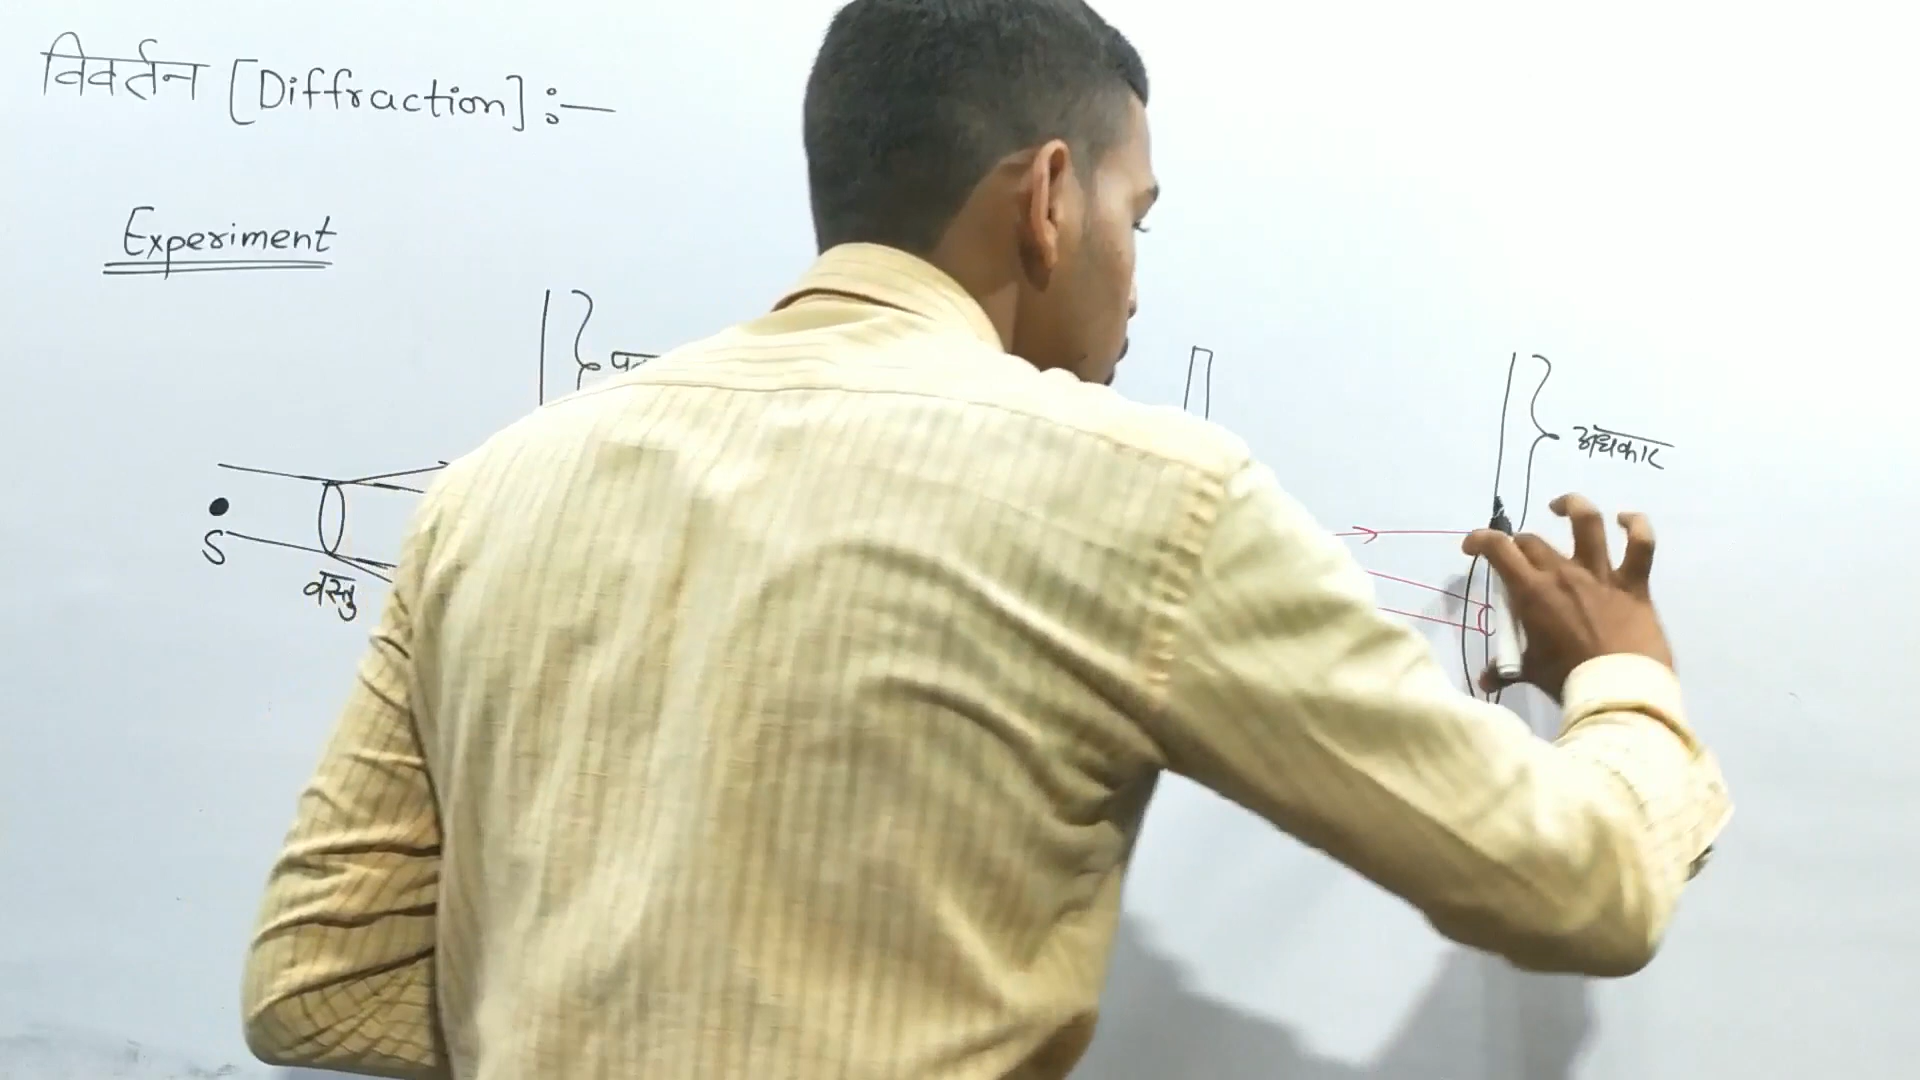 विवर्तन [Diffraction] :—
Experiment
अंधकार
S
वस्तु